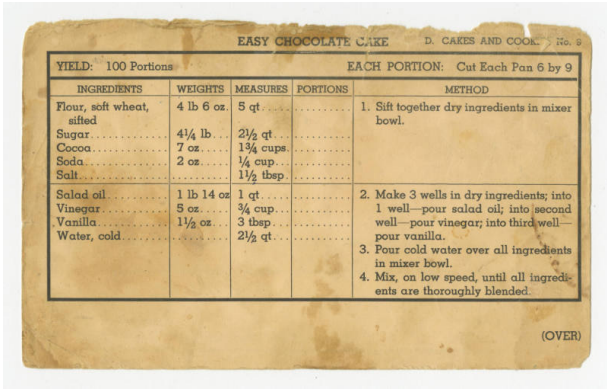 EASY CHOCOLATE CAKE D. CAKES AND No. 9
YIELD: 100 Portions EACH PORTION: Cut Each Pan 6 by 9
INGREDIENTS WEIGHTS MEASURES PORTIONS METHOD
Flour, soft wheat, 4 lb 6 oz. 5 qt. 1. Sift together dry ingredients in mixer
sifted bowl.
Sugar 4¼ lb 2½ qt
Cocoa 7 oz 1¾ cups
Soda 2 oz ¼ cup
Salt 1½ tbsp
Salad oil 1 lb 14 oz 1 qt 2. Make 3 wells in dry ingredients; into
Vinegar 5 oz ¾ cup 1 well—pour salad oil; into second
Vanilla 1½ oz 3 tbsp well—pour vinegar; into third well—
Water, cold 2½ qt pour vanilla.
3. Pour cold water over all ingredients
in mixer bowl.
4. Mix, on low speed, until all ingredi-
ents are thoroughly blended.
(OVER)